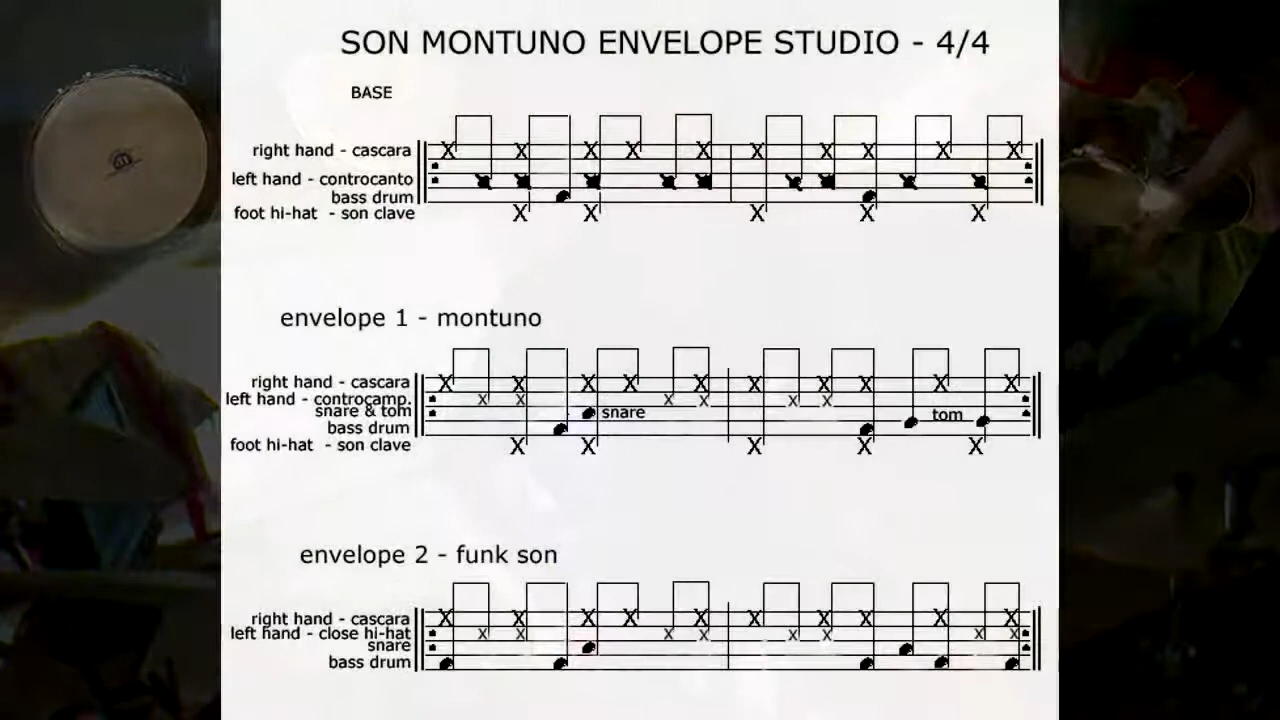 SON MONTUNO ENVELOPE STUDIO - 4/4
BASE
right hand - cascara
left hand - controcanto
bass drum
foot hi-hat - son clave
envelope 1 - montuno
right hand - cascara
left hand - controcamp.
snare & tom
snare
tom
bass drum
foot hi-hat - son clave
envelope 2 - funk son
right hand - cascara
left hand - close hi-hat
snare
bass drum